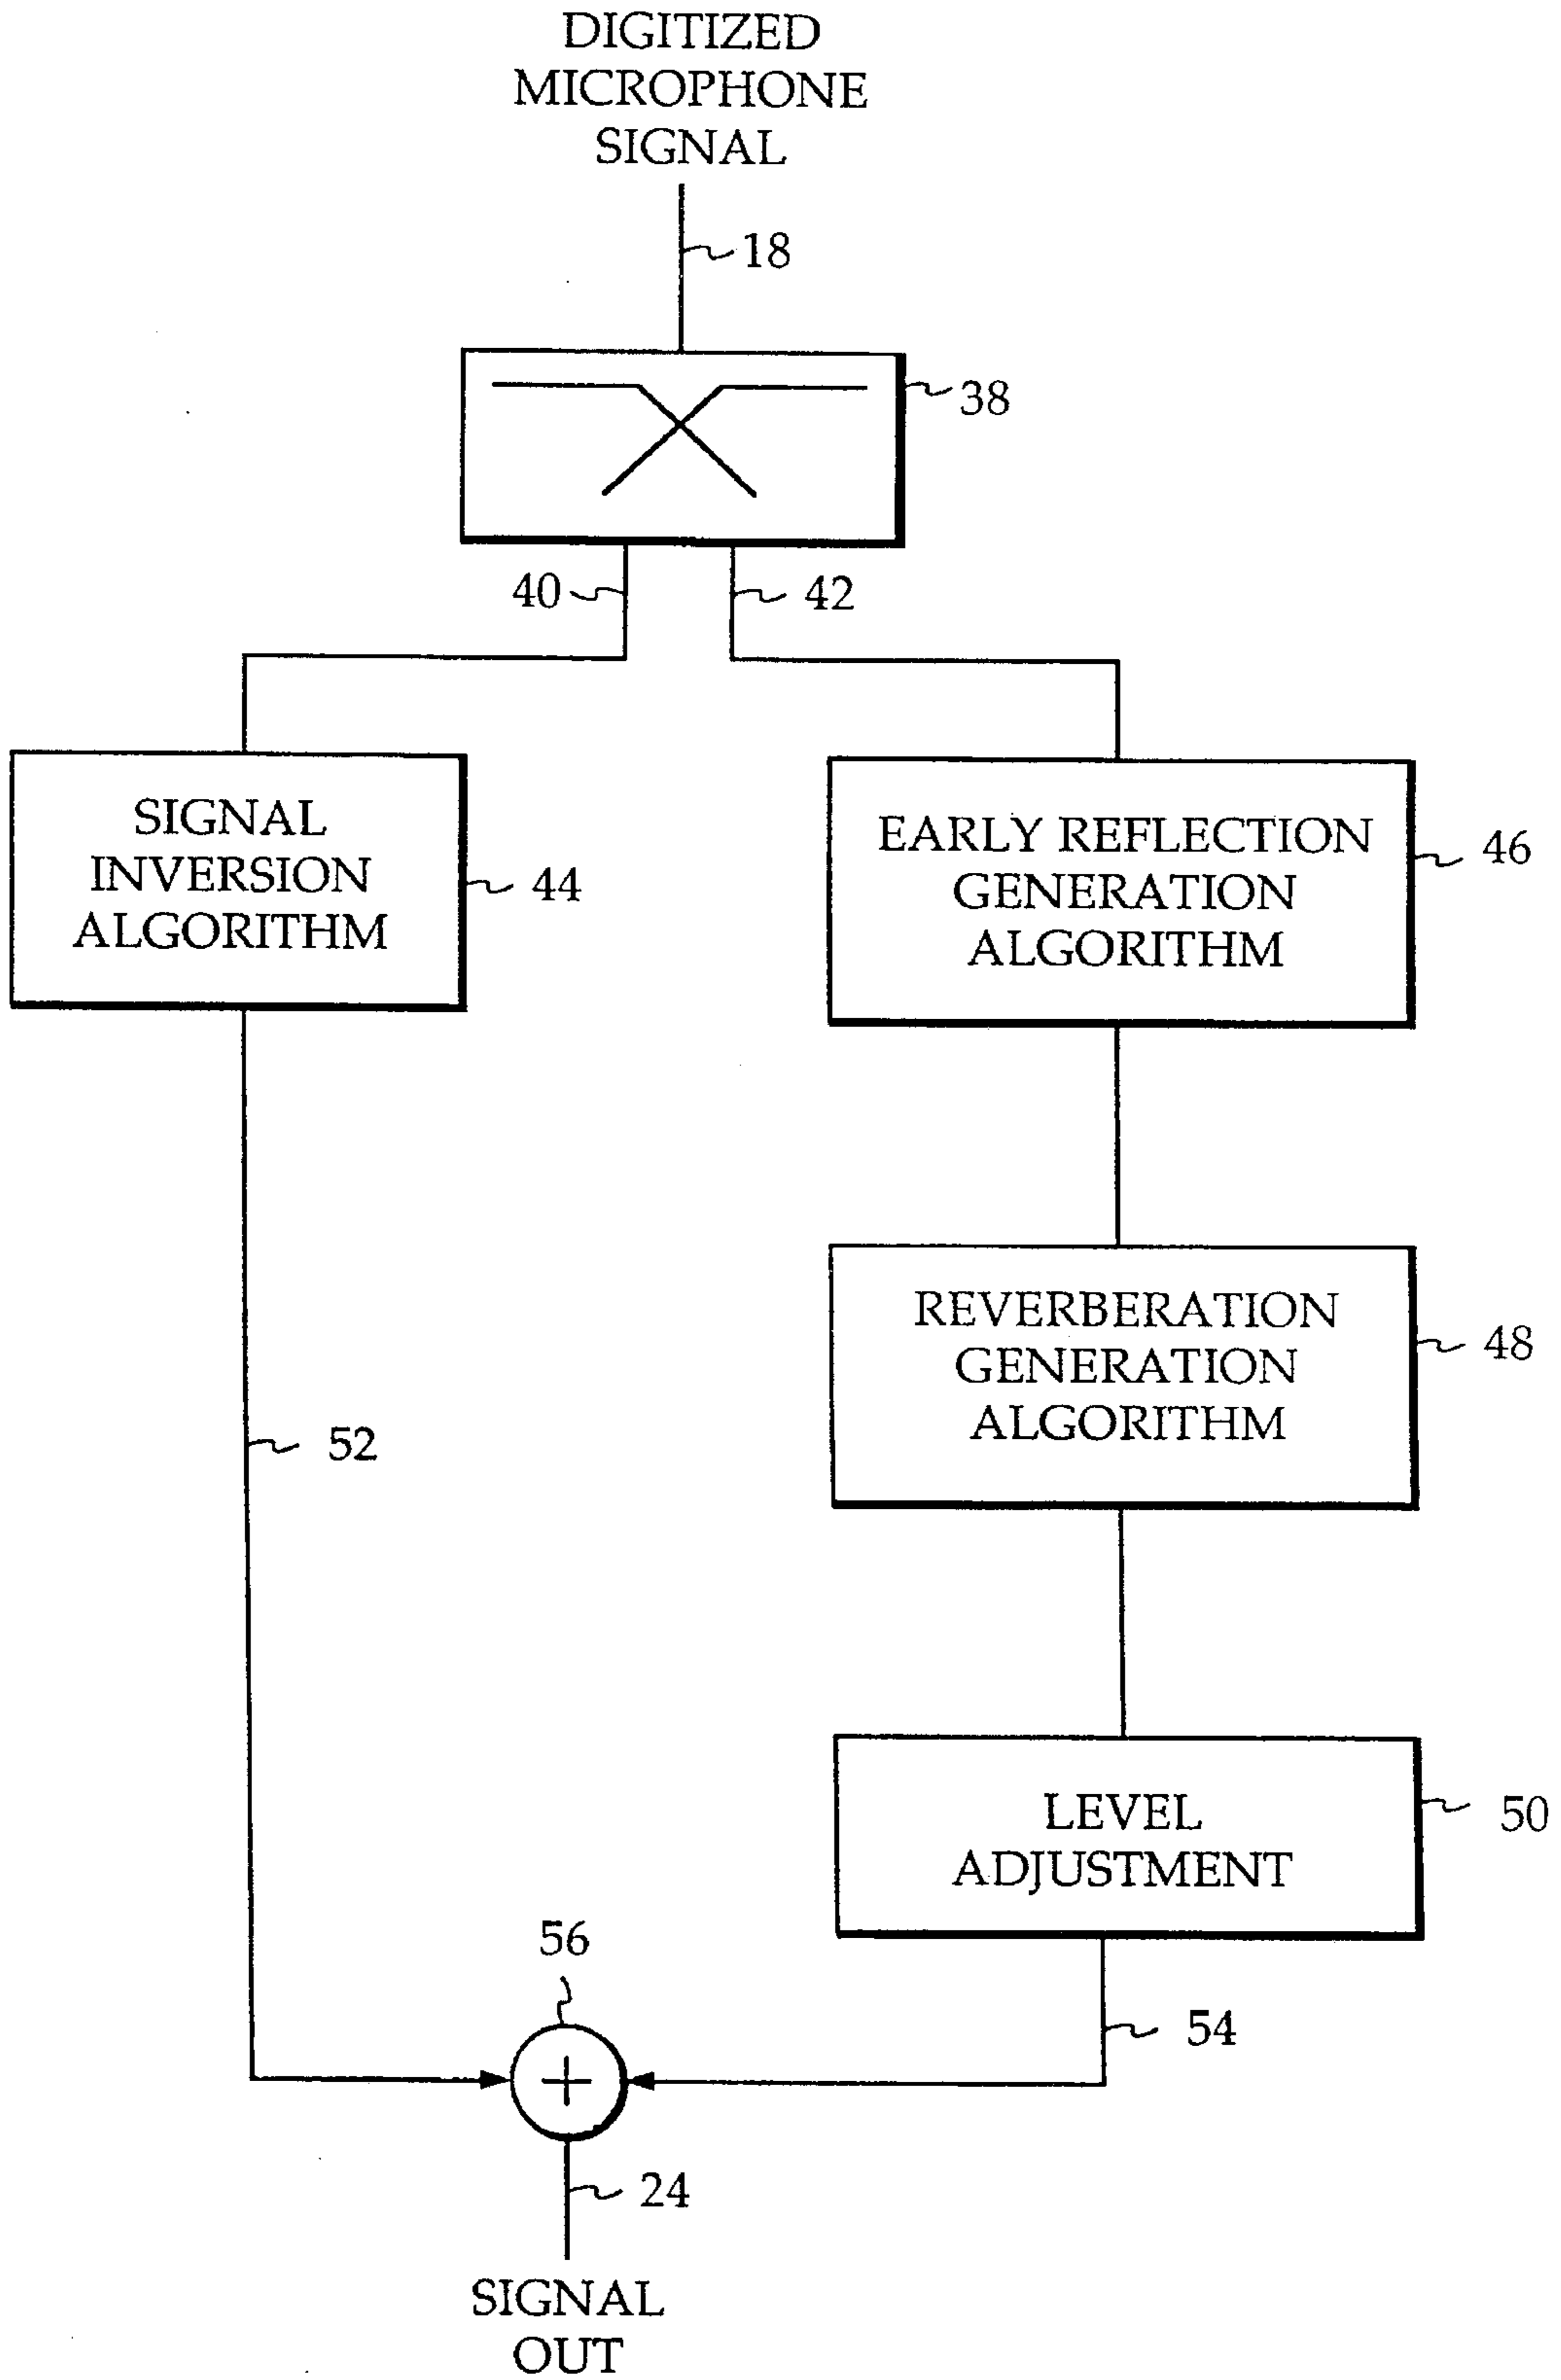 DIGITIZED
MICROPHONE
SIGNAL
18
38
40
42
SIGNAL
INVERSION
ALGORITHM
44
EARLY REFLECTION
GENERATION
ALGORITHM
46
REVERBERATION
GENERATION
ALGORITHM
48
52
LEVEL
ADJUSTMENT
50
56
+
54
24
SIGNAL
OUT